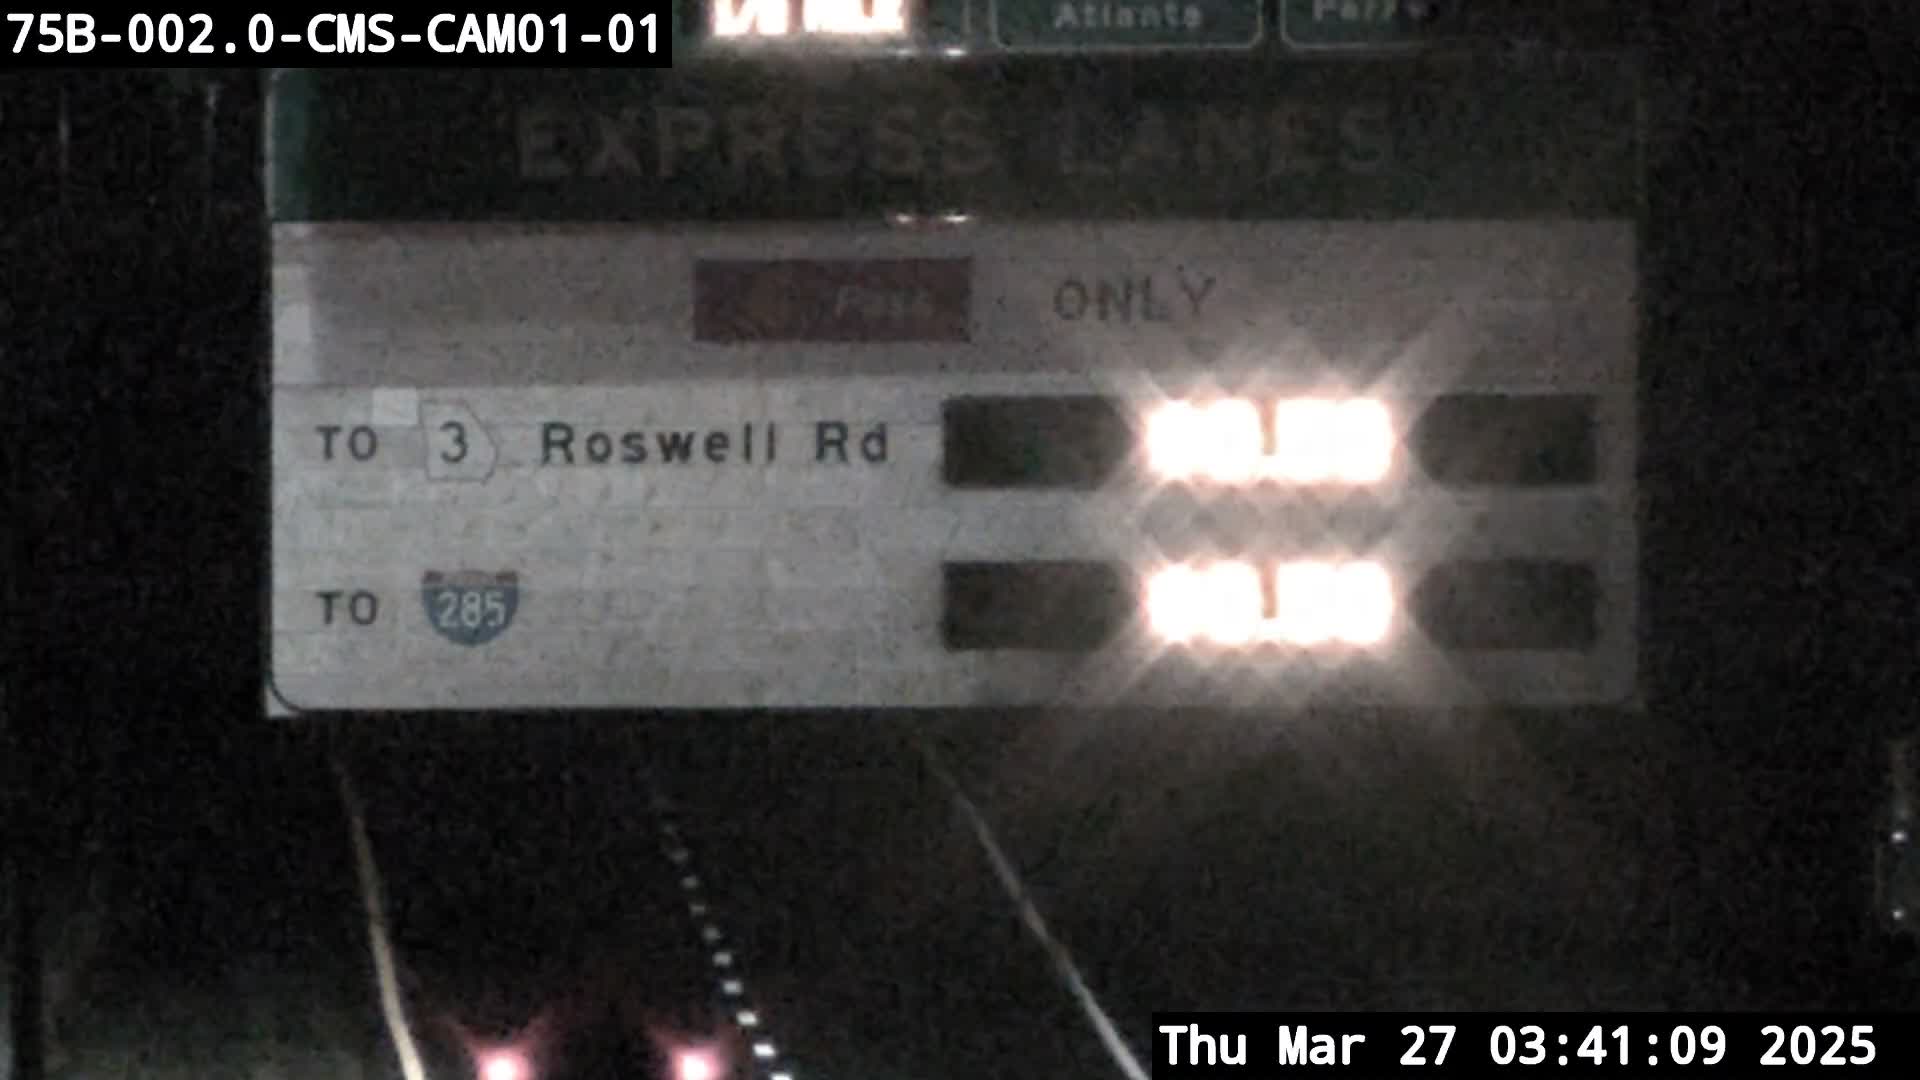 75B-002.0-CMS-CAM01-01
Atlanta
EXPRESS LANES
Pass ONLY
TO 3 Roswell Rd
TO 285
Thu Mar 27 03:41:09 2025